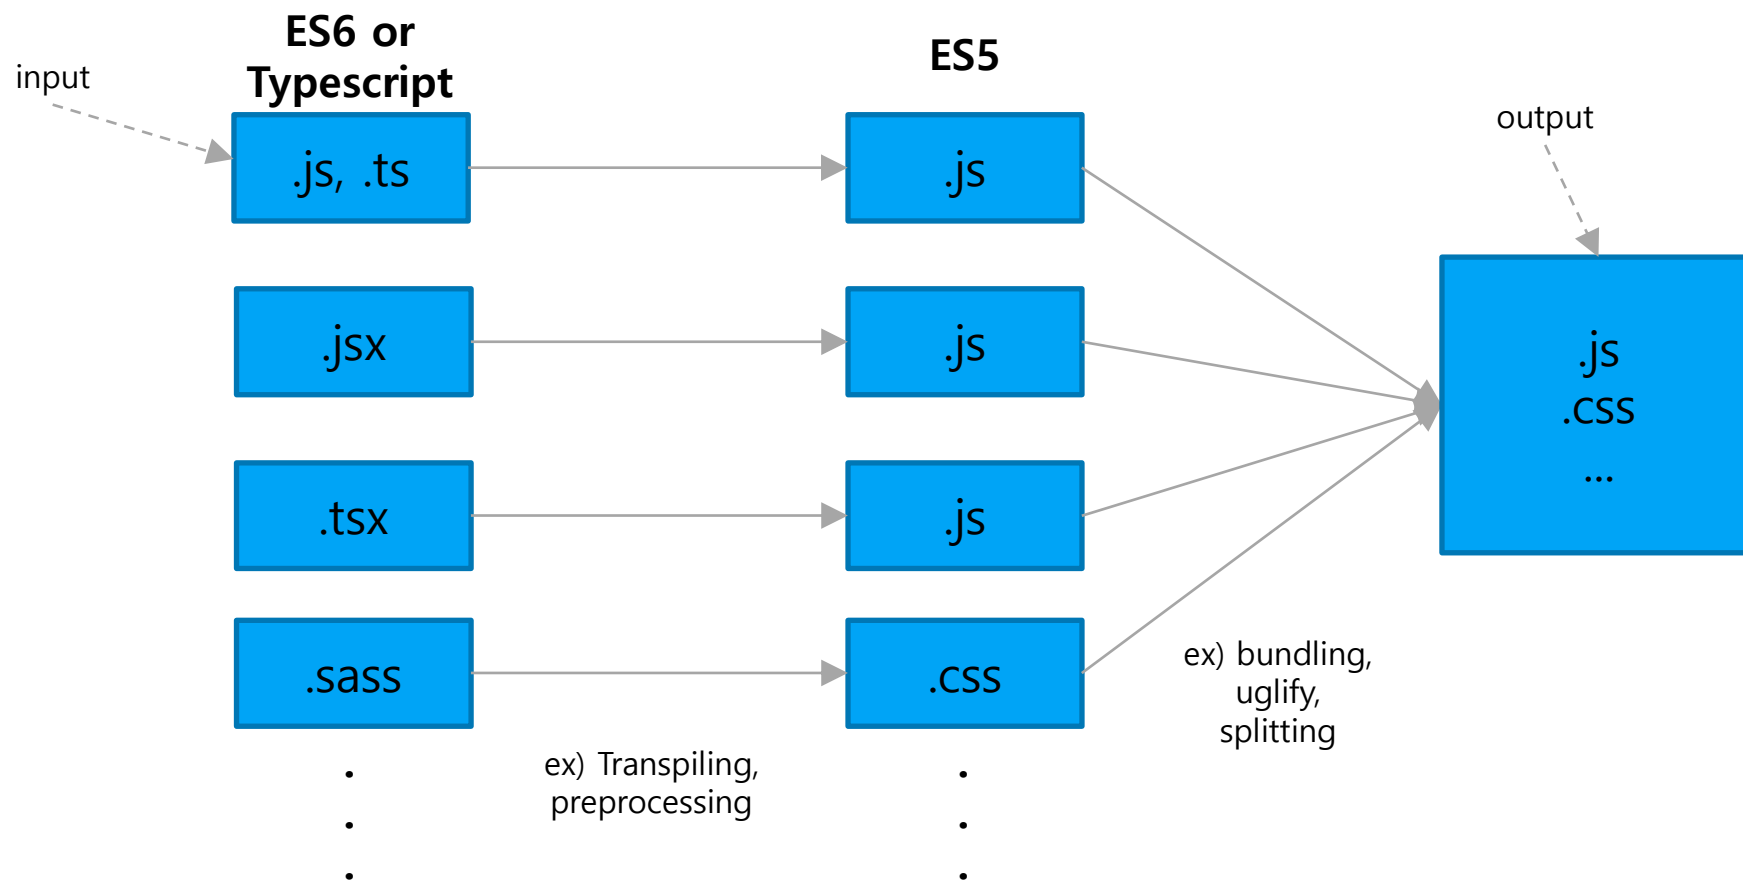 input
ES6 or
Typescript
ES5
output
.js, .ts
.js
.jsx
.js
.tsx
.js
.sass
.css
.js
.css
...
ex) Transpiling,
preprocessing
ex) bundling,
uglify,
splitting
.
.
.
.
.
.